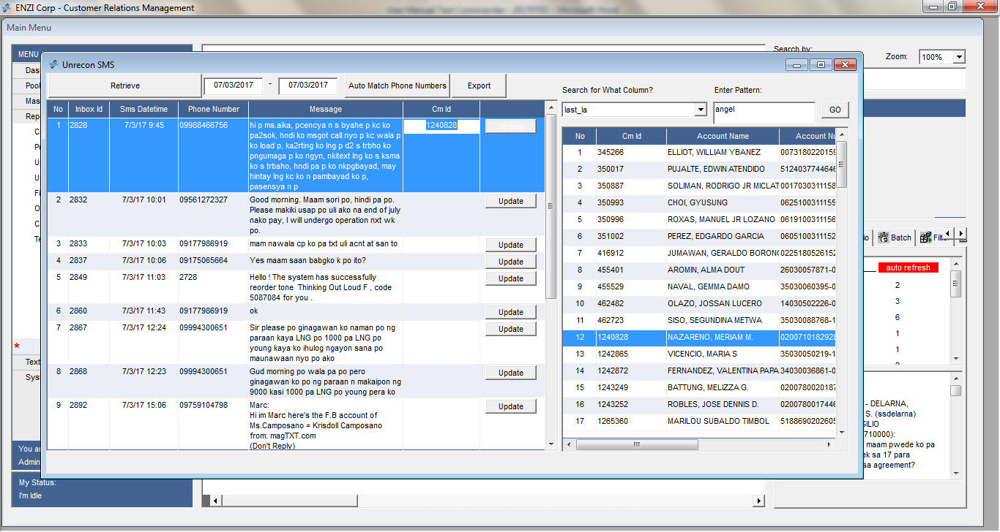 ENZI Corp - Customer Relations Management
Main Menu
MENU
Search by:
Zoom: 100%
Unrecon SMS
Retrieve 07/03/2017 - 07/03/2017 Auto Match Phone Numbers Export
Search for What Column? Enter Pattern:
last_la angel GO
No Inbox Id Sms Datetime Phone Number Message Cm Id
1 2828 7/3/17 9:45 09988466756 hi p ms.aika, pcencya n s byahe p kc ko
pa2sok, hndi ko msgot call nyo p kc wala p
ko load p, ka2rting ko lng p d2 s trbho ko
pngumaga p ko ngyn, nkitext lng ko s ksma
ko s trbaho, hndi pa p ko nkpgbayad, may
hintay lng kc ko n pambayad ko p,
pasensya n p
1240828 Update
2 2832 7/3/17 10:01 09561272327 Good morning. Maam sori po, hindi pa po.
Please makiki usap po uli ako na end of july
nako pay, I will undergo operation nxt wk
po.
Update
3 2833 7/3/17 10:03 09177986919 mam nawala cp ko pa txt uli acnt at san to Update
4 2837 7/3/17 10:06 09175065664 Yes maam saan babgko k po ito? Update
5 2849 7/3/17 11:03 2728 Hello ! The system has successfully
reorder tone Thinking Out Loud F , code
5087084 for you .
Update
6 2860 7/3/17 11:43 09177986919 ok Update
7 2867 7/3/17 12:24 09994300651 Sir please po ginagawan ko naman po ng
paraan kaya LNG po 1000 pa LNG po
young kaya ko ihulog ngayon sana po
maunawaan nyo po ako
Update
8 2868 7/3/17 12:23 09994300651 Gud morning po wala pa po pero
ginagawan ko po ng paraan n makaipon ng
9000 kasi 1000 pa LNG po young pera ko
Update
9 2892 7/3/17 15:06 09759104798 Marc:
Hi im Marc here's the F.B account of
Ms.Camposano = Krisdoll Camposano
from: magTXT.com
(Don't Reply)
Update
No Cm Id Account Name Account Nu
1 345266 ELLIOT, WILLIAM YBANEZ 0073180220159
2 350017 PUJALTE, EDWIN ATENDIDO 5124037744646
3 350887 SOLIMAN, RODRIGO JR MICLAT 0017030311158
4 350993 CHOI, GYUSUNG 0625100311155
5 350996 ROXAS, MANUEL JR LOZANO 0619100311156
6 351002 PEREZ, EDGARDO GARCIA 0605100311152
7 416912 JUMAWAN, GERALDO BORON 0225180526152
8 455401 AROMIN, ALMA DOUT 26030057871-0
9 455529 NAVAL, GEMMA DAMO 35030060395-0
10 462482 OLAZO, JOSSAN LUCERO 14030502226-0
11 462723 SISO, SEGUNDINA METWA 35030088768-1
12 1240828 NAZARENO, MERIAM M. 0200710182928
13 1242865 VICENCIO, MARIA S 35030050219-1
14 1242872 FERNANDEZ, VALENTINA PAPA 34030036861-0
15 1243249 BATTUNG, MELIZZA G. 0200780020187
16 1243252 ROBLES, JOSE DENNIS D. 0200780017446
17 1265360 MARILOU SUBALDO TIMBOL 5188690202605
Das
Pool
Mas
Rep
*
Text
Sys
You a
Admin
My Status:
I'm Idle
io Batch Filt
auto refresh
2
3
6
1
1
- DELARNA,
S. (ssdelarna)
SILIO
710000):
maam pwede ko pa
ek sa 17 para
sa agreement?